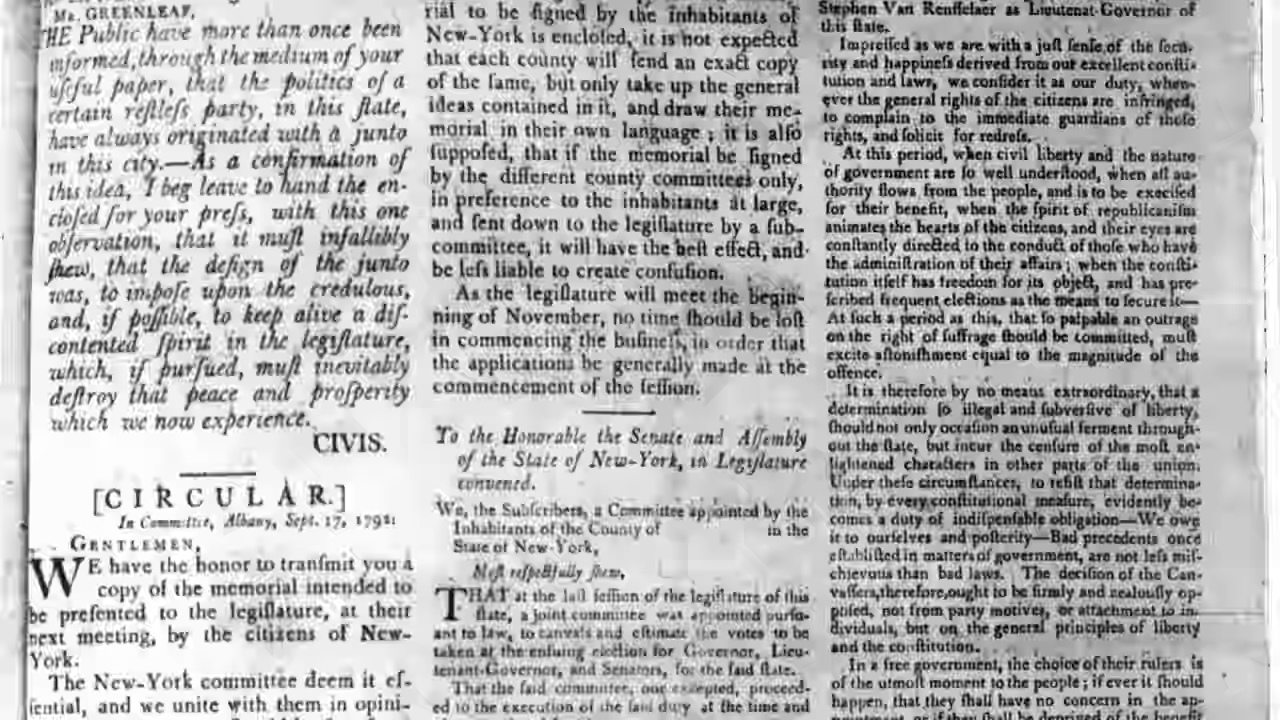 Mr. GREENLEAF,
THE Public have more than once been
informed, through the medium of your
uſeful paper, that the politics of a
certain reſtleſs party, in this ſtate,
have always originated with a junto
in this city.—As a confirmation of
this idea, I beg leave to hand the en-
cloſed for your preſs, with this one
obſervation, that it muſt infallibly
ſhew, that the deſign of the junto
was, to impoſe upon the credulous,
and, if poſſible, to keep alive a diſ-
contented ſpirit in the legiſlature,
which, if purſued, muſt inevitably
deſtroy that peace and proſperity
which we now experience.
CIVIS.
[CIRCULAR.]
In Committee, Albany, Sept. 17, 1792:
GENTLEMEN,
WE have the honor to tranſmit you a
copy of the memorial intended to
be preſented to the legiſlature, at their
next meeting, by the citizens of New-
York.
The New-York committee deem it eſ-
ſential, and we unite with them in opini-
rial to be ſigned by the inhabitants of
New-York is encloſed, it is not expected
that each county will ſend an exact copy
of the ſame, but only take up the general
ideas contained in it, and draw their me-
morial in their own language ; it is alſo
ſuppoſed, that if the memorial be ſigned
by the different county committees only,
in preference to the inhabitants at large,
and ſent down to the legiſlature by a ſub-
committee, it will have the beſt effect, and
be leſs liable to create confuſion.
As the legiſlature will meet the begin-
ning of November, no time ſhould be loſt
in commencing the buſineſs, in order that
the applications be generally made at the
commencement of the ſeſſion.
To the Honorable the Senate and Aſſembly
of the State of New-York, in Legiſlature
convened.
We, the Subſcribers, a Committee appointed by the
Inhabitants of the County of in the
State of New-York,
Moſt reſpectfully ſhew,
THAT at the laſt ſeſſion of the legiſlature of this
ſtate, a joint committee was appointed purſu-
ant to law, to canvaſs and eſtimate the votes to be
taken at the enſuing election for Governor, Lieu-
tenant-Governor, and Senators, for the ſaid ſtate.
That the ſaid committee, one excepted, proceed-
ed to the execution of the ſaid duty at the time and
Stephen Van Renſſelaer as Lieutenat-Governor of
this ſtate.
Impreſſed as we are with a juſt ſenſe of the ſecu-
rity and happineſs derived from our excellent conſti-
tution and laws, we conſider it as our duty, when-
ever the general rights of the citizens are infringed,
to complain to the immediate guardians of thoſe
rights, and ſolicit for redreſs.
At this period, when civil liberty and the nature
of government are ſo well underſtood, when all au-
thority flows from the people, and is to be execiſed
for their benefit, when the ſpirit of republicaniſm
animates the hearts of the citizens, and their eyes are
conſtantly directed to the conduct of thoſe who have
the adminiſtration of their affairs ; when the conſti-
tution itſelf has freedom for its object, and has pre-
ſcribed frequent elections as the means to ſecure it—
At ſuch a period as this, that ſo palpable an outrage
on the right of ſuffrage ſhould be committed, muſt
excite aſtoniſhment equal to the magnitude of the
offence.
It is therefore by no means extraordinary, that a
determination ſo illegal and ſubverſive of liberty,
ſhould not only occaſion an unuſual ferment through-
out the ſtate, but incur the cenſure of the moſt en-
lightened characters in other parts of the union.
Under theſe circumſtances, to reſiſt that determina-
tion, by every conſtitutional meaſure, evidently be-
comes a duty of indiſpenſable obligation—We owe
it to ourſelves and poſterity—Bad precedents once
eſtabliſhed in matters of government, are not leſs miſ-
chievous than bad laws. The deciſion of the Can-
vaſſers, therefore, ought to be firmly and zealouſly op-
poſed, not from party motives, or attachment to in-
dividuals, but on the general principles of liberty
and the conſtitution.
In a free government, the choice of their rulers is
of the utmoſt moment to the people ; if ever it ſhould
happen, that they ſhall have no concern in the ap-